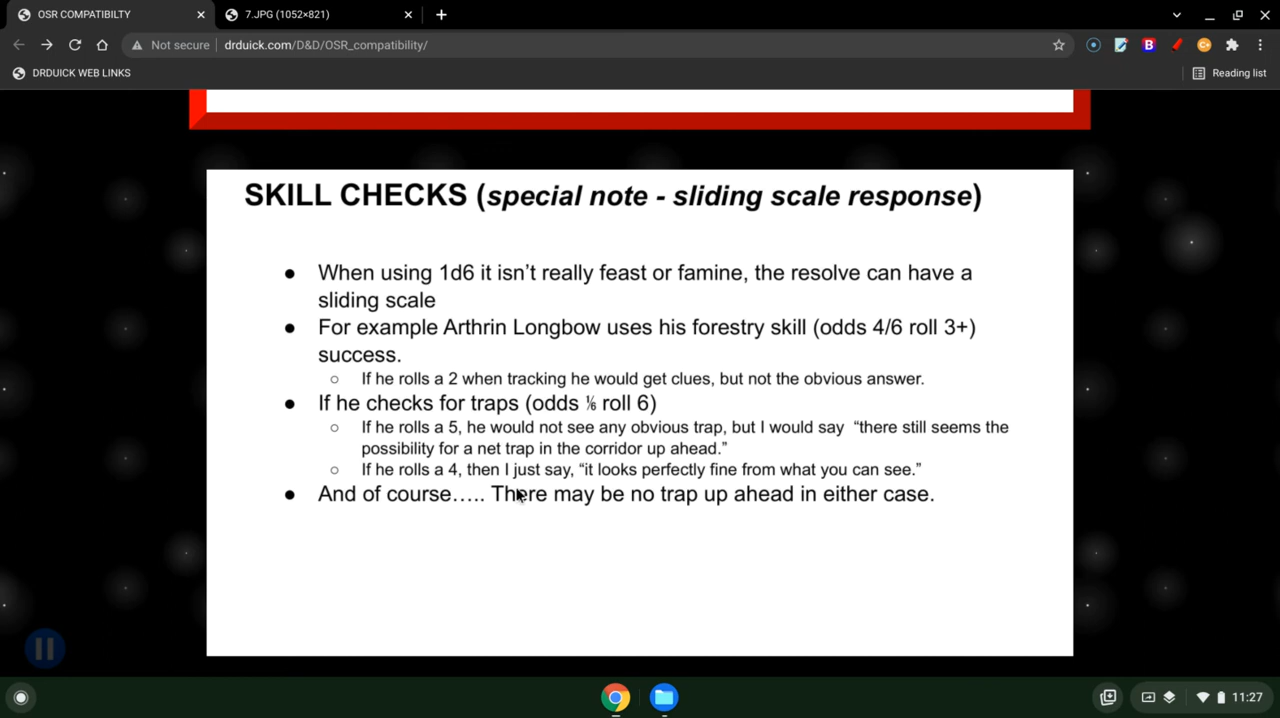 OSR COMPATIBILTY
7.JPG (1052×821)
Not secure drduick.com/D&D/OSR_compatibility/
DRDUICK WEB LINKS
Reading list
SKILL CHECKS (special note - sliding scale response)
● When using 1d6 it isn’t really feast or famine, the resolve can have a
sliding scale
● For example Arthrin Longbow uses his forestry skill (odds 4/6 roll 3+)
success.
○ If he rolls a 2 when tracking he would get clues, but not the obvious answer.
● If he checks for traps (odds ⅙ roll 6)
○ If he rolls a 5, he would not see any obvious trap, but I would say “there still seems the
possibility for a net trap in the corridor up ahead.”
○ If he rolls a 4, then I just say, “it looks perfectly fine from what you can see.”
● And of course….. There may be no trap up ahead in either case.
11:27